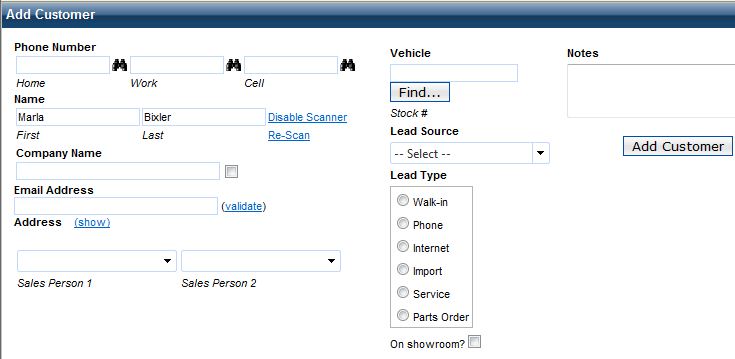 Add Customer
Phone Number
Home Work Cell
Name
Marla Bixler Disable Scanner
First Last Re-Scan
Company Name
Email Address
(validate)
Address (show)
Sales Person 1 Sales Person 2
Vehicle
Find...
Stock #
Lead Source
-- Select --
Lead Type
Walk-in
Phone
Internet
Import
Service
Parts Order
On showroom?
Notes
Add Customer